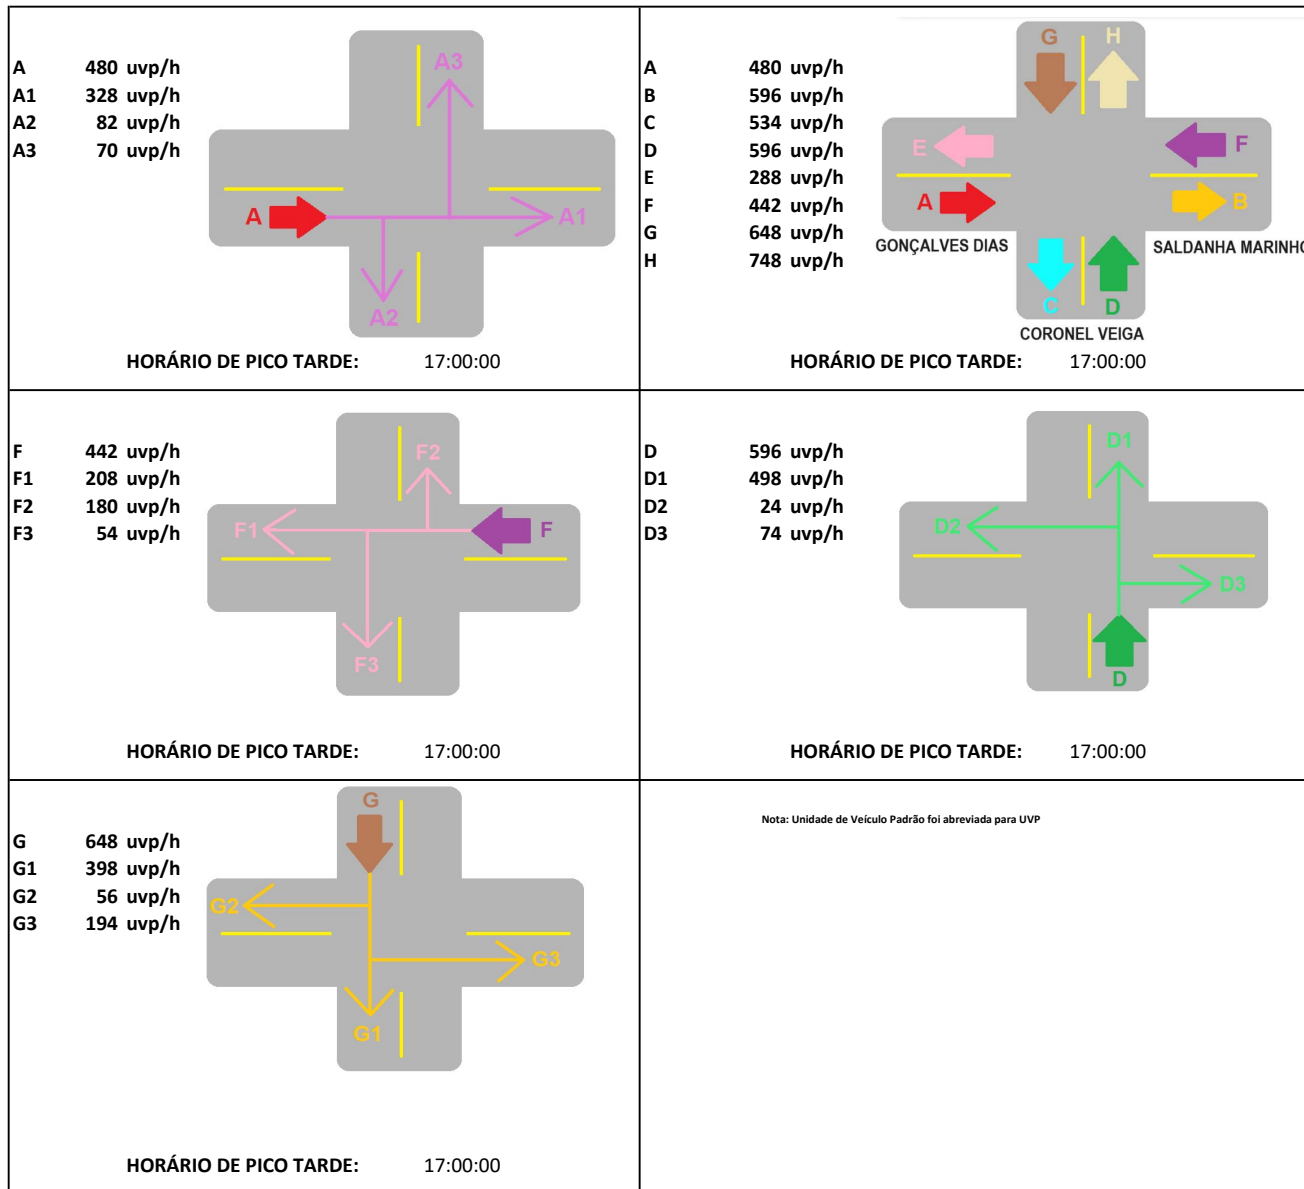 A 480 uvp/h
A1 328 uvp/h
A2 82 uvp/h
A3 70 uvp/h
A3
A
A1
A2
HORÁRIO DE PICO TARDE: 17:00:00
A 480 uvp/h
B 596 uvp/h
C 534 uvp/h
D 596 uvp/h
E 288 uvp/h
F 442 uvp/h
G 648 uvp/h
H 748 uvp/h
G H
E F
A B
GONÇALVES DIAS SALDANHA MARINHO
C D
CORONEL VEIGA
HORÁRIO DE PICO TARDE: 17:00:00
F 442 uvp/h
F1 208 uvp/h
F2 180 uvp/h
F3 54 uvp/h
F2
F1 F
F3
HORÁRIO DE PICO TARDE: 17:00:00
D 596 uvp/h
D1 498 uvp/h
D2 24 uvp/h
D3 74 uvp/h
D1
D2
D3
D
HORÁRIO DE PICO TARDE: 17:00:00
G 648 uvp/h
G1 398 uvp/h
G2 56 uvp/h
G3 194 uvp/h
G
G2
G3
G1
HORÁRIO DE PICO TARDE: 17:00:00
Nota: Unidade de Veículo Padrão foi abreviada para UVP